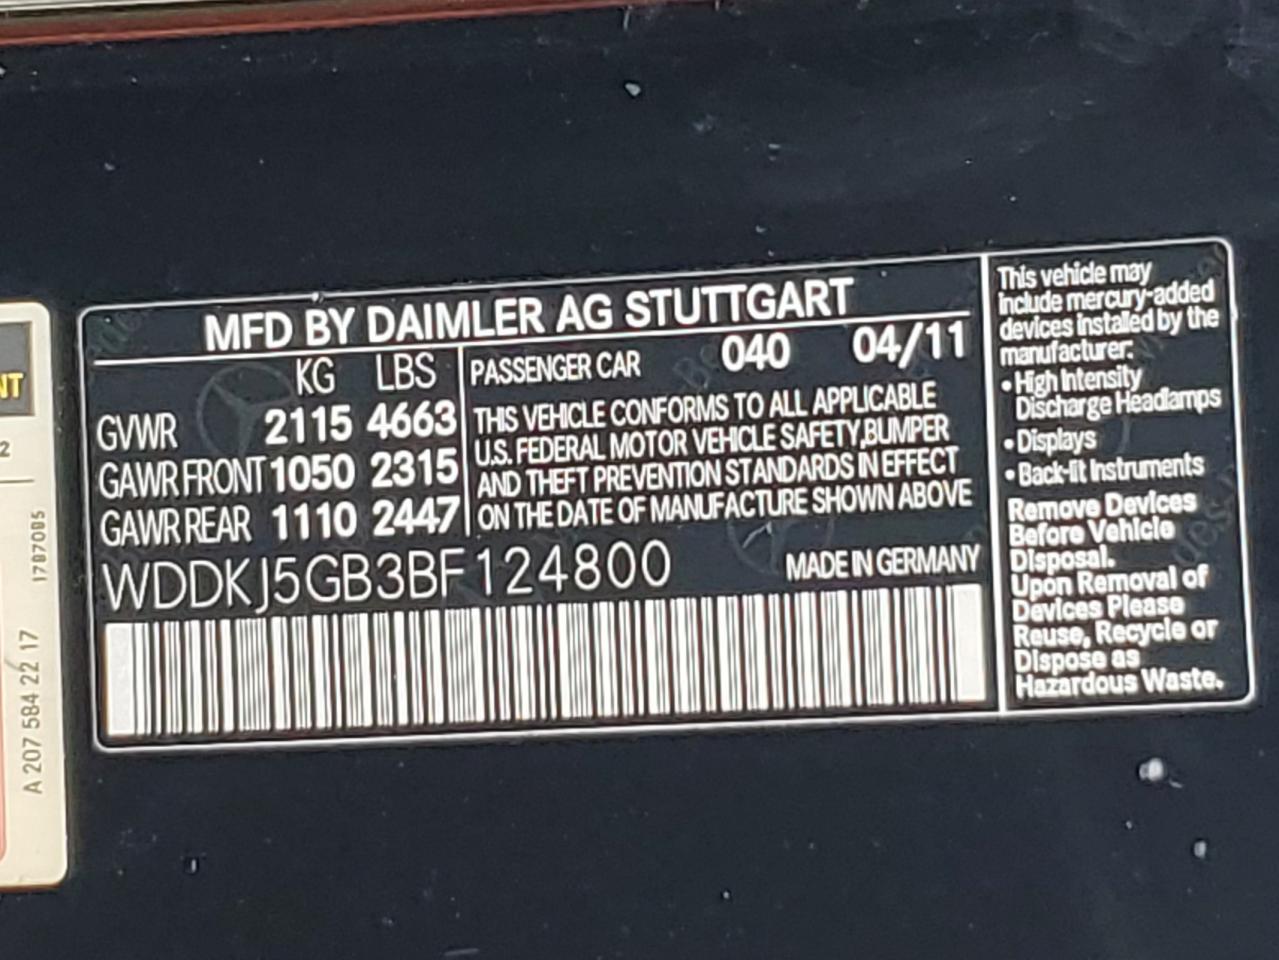 NT
2
17870B5
A 207 584 22 17
MFD BY DAIMLER AG STUTTGART
KG LBS
GVWR 2115 4663
GAWR FRONT 1050 2315
GAWR REAR 1110 2447
PASSENGER CAR 040 04/11
THIS VEHICLE CONFORMS TO ALL APPLICABLE
U.S. FEDERAL MOTOR VEHICLE SAFETY,BUMPER
AND THEFT PREVENTION STANDARDS IN EFFECT
ON THE DATE OF MANUFACTURE SHOWN ABOVE
WDDKJ5GB3BF124800
MADE IN GERMANY
This vehicle may
include mercury-added
devices installed by the
manufacturer:
• High Intensity
Discharge Headlamps
• Displays
• Back-lit Instruments
Remove Devices
Before Vehicle
Disposal.
Upon Removal of
Devices Please
Reuse, Recycle or
Dispose as
Hazardous Waste.